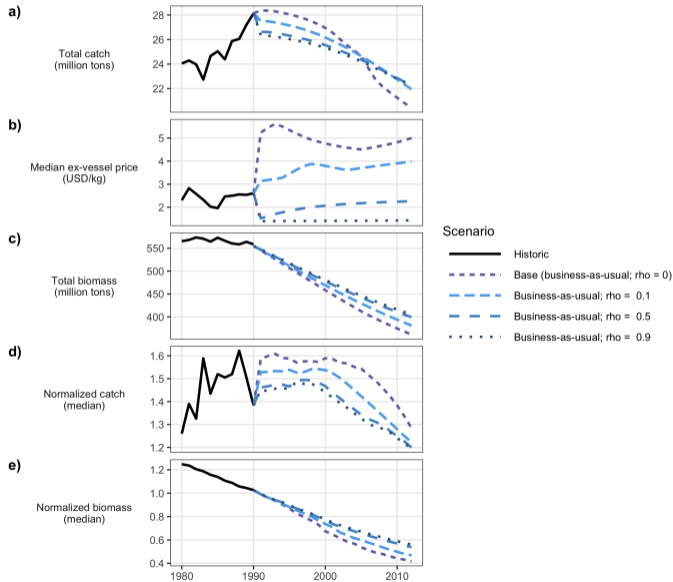 a)
Total catch
(million tons)
28
26
24
22
b)
Median ex-vessel price
(USD/kg)
5
4
3
2
c)
Total biomass
(million tons)
550
500
450
400
d)
Normalized catch
(median)
1.6
1.5
1.4
1.3
1.2
e)
Normalized biomass
(median)
1.2
1.0
0.8
0.6
0.4
1980 1990 2000 2010
Scenario
Historic
Base (business-as-usual; rho = 0)
Business-as-usual; rho = 0.1
Business-as-usual; rho = 0.5
Business-as-usual; rho = 0.9